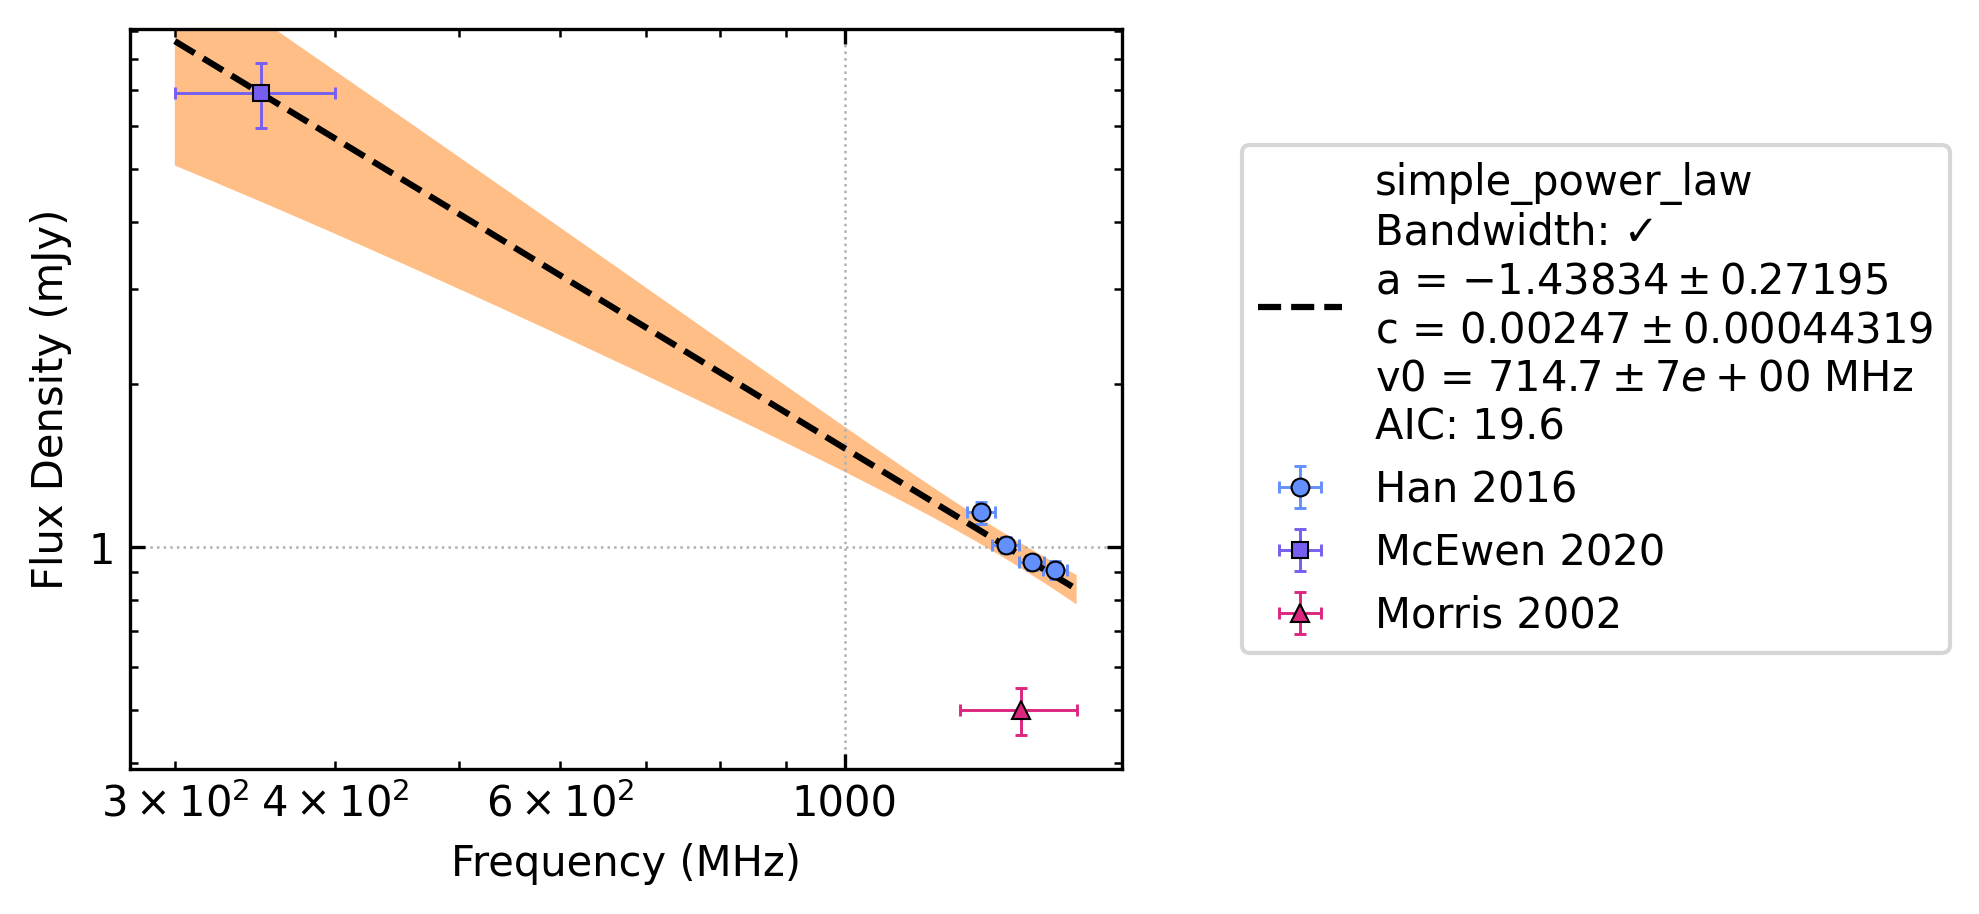 Flux Density (mJy)
1
3 × 10² 4 × 10² 6 × 10² 1000
Frequency (MHz)
simple_power_law
Bandwidth: ✓
a = −1.43834 ± 0.27195
c = 0.00247 ± 0.00044319
v0 = 714.7 ± 7e + 00 MHz
AIC: 19.6
Han 2016
McEwen 2020
Morris 2002